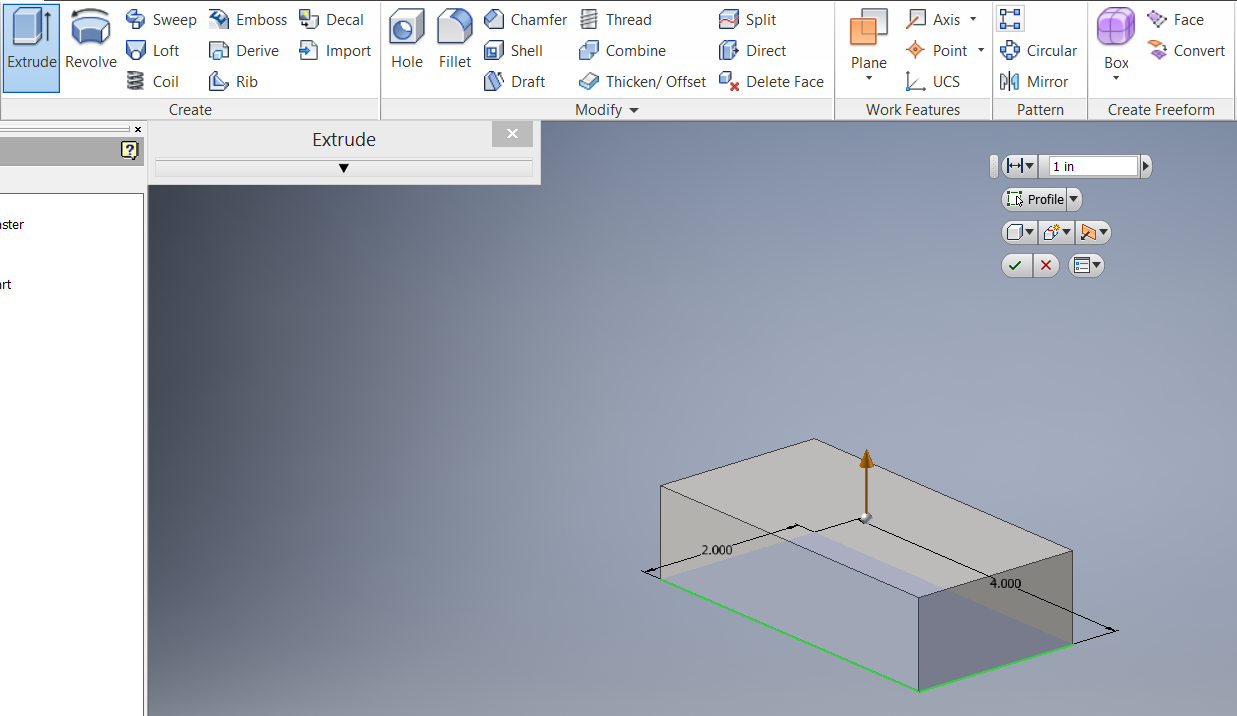 Extrude
Revolve
Sweep
Loft
Coil
Emboss
Derive
Rib
Decal
Import
Create
Hole
Fillet
Chamfer
Shell
Draft
Thread
Combine
Thicken/ Offset
Split
Direct
Delete Face
Modify
Plane
Axis
Point
UCS
Work Features
Circular
Mirror
Pattern
Box
Face
Convert
Create Freeform
Extrude
ster
rt
1 in
Profile
2.000
4.000